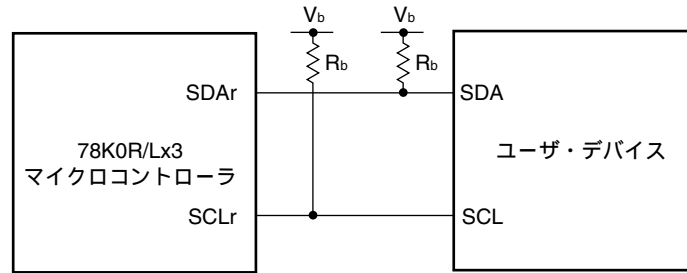 Vb
Vb
Rb
Rb
SDAr
SDA
78K0R/Lx3
マイクロコントローラ
ユーザ・デバイス
SCLr
SCL